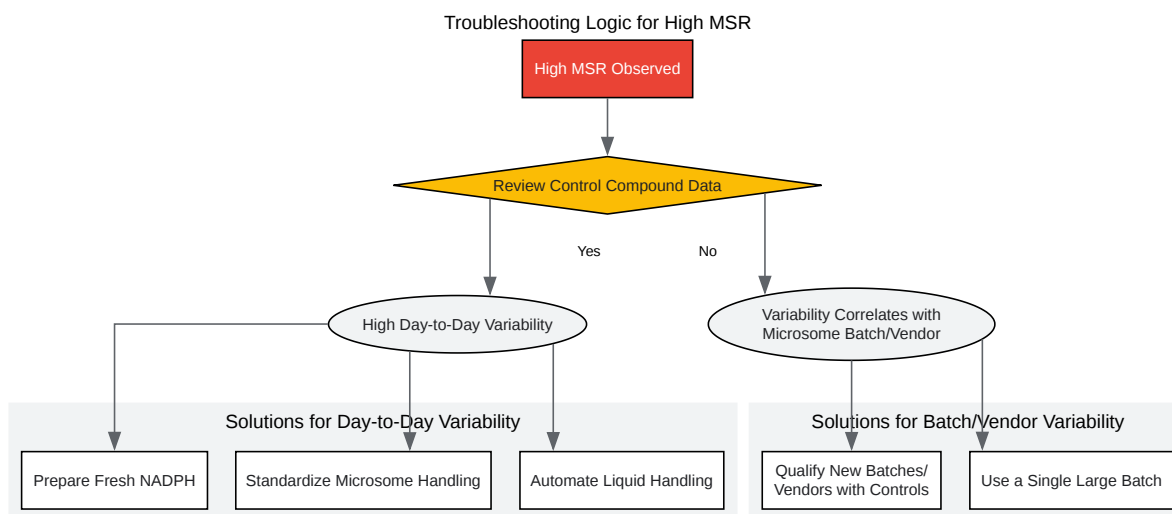 Troubleshooting Logic for High MSR
High MSR Observed
Review Control Compound Data
Yes
No
High Day-to-Day Variability
Variability Correlates with
Microsome Batch/Vendor
Solutions for Day-to-Day Variability
Solutions for Batch/Vendor Variability
Prepare Fresh NADPH
Standardize Microsome Handling
Automate Liquid Handling
Qualify New Batches/
Vendors with Controls
Use a Single Large Batch